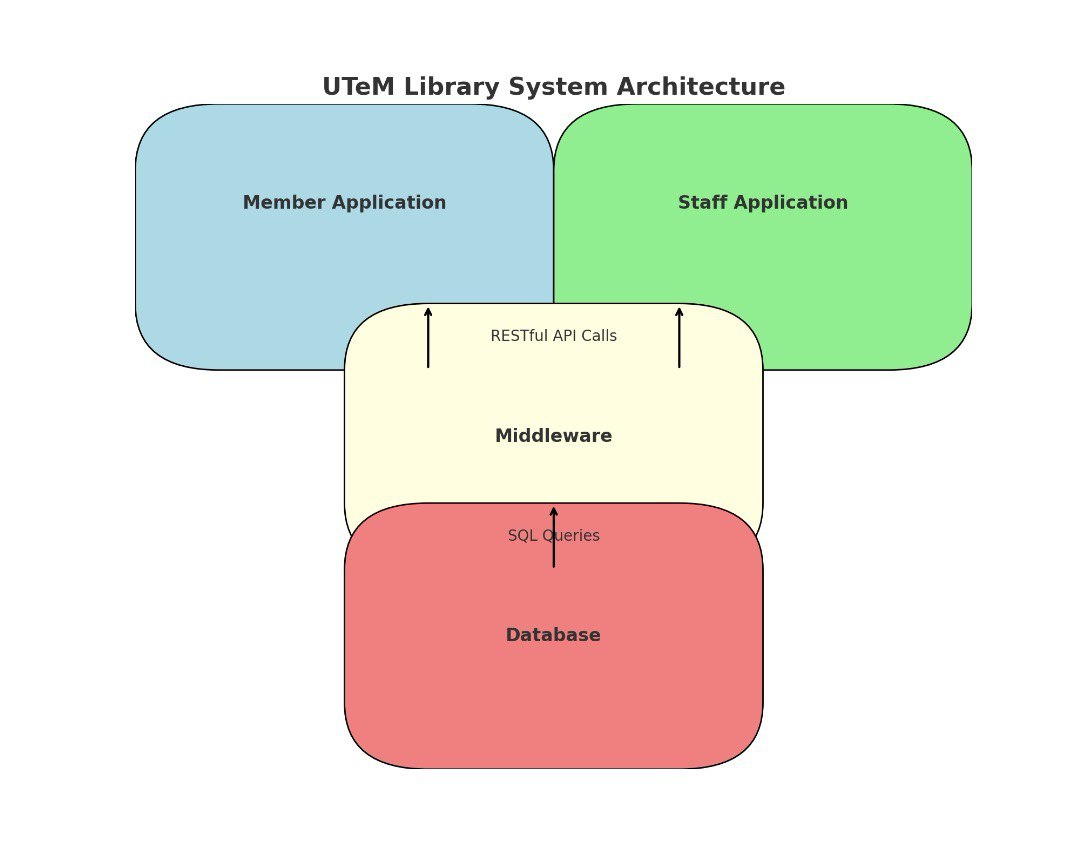 UTeM Library System Architecture
Member Application
Staff Application
RESTful API Calls
Middleware
SQL Queries
Database